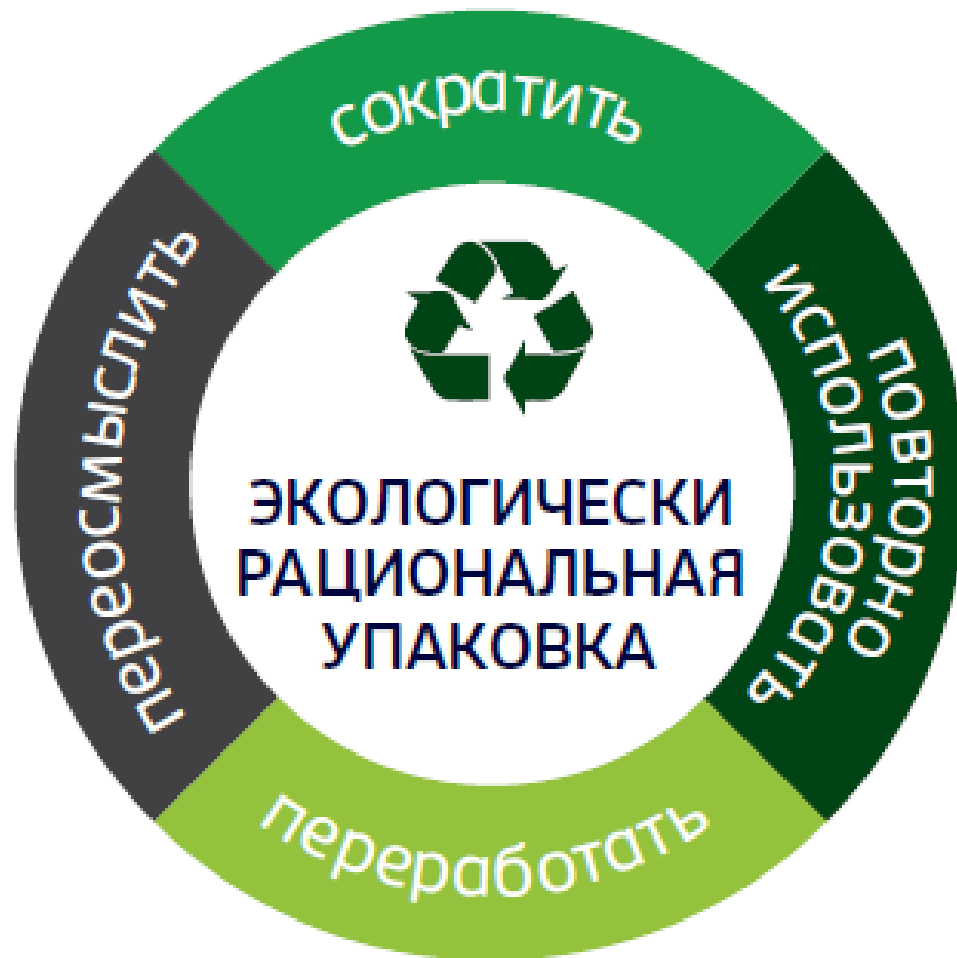 сократить
повторно
использовать
переработать
переосмыслить
ЭКОЛОГИЧЕСКИ
РАЦИОНАЛЬНАЯ
УПАКОВКА